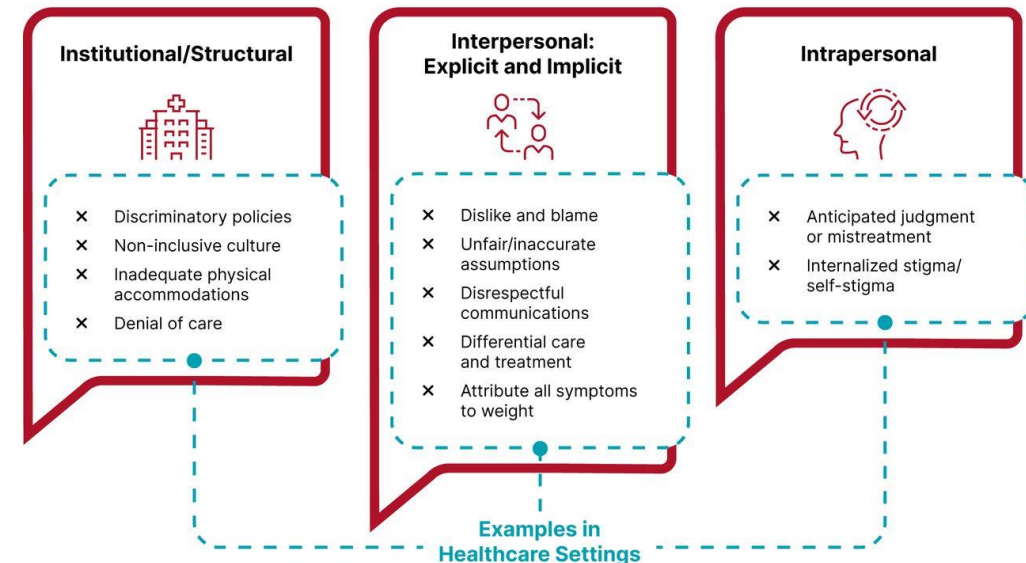 Institutional/Structural
× Discriminatory policies
× Non-inclusive culture
× Inadequate physical
accommodations
× Denial of care
Interpersonal:
Explicit and Implicit
× Dislike and blame
× Unfair/inaccurate
assumptions
× Disrespectful
communications
× Differential care
and treatment
× Attribute all symptoms
to weight
Intrapersonal
× Anticipated judgment
or mistreatment
× Internalized stigma/
self-stigma
Examples in
Healthcare Settings